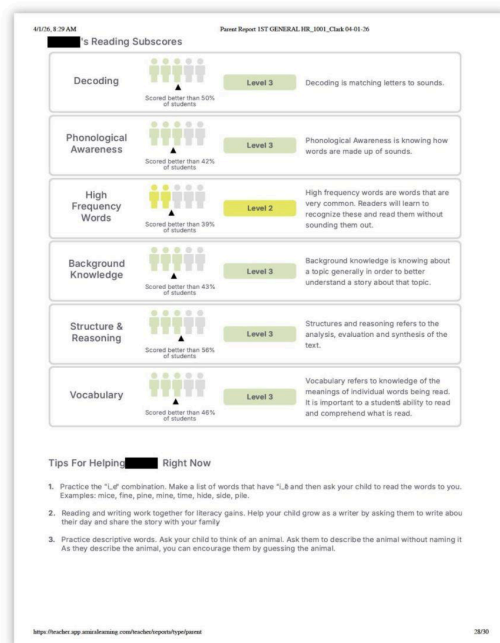 4/1/26, 8:29 AM
Parent Report 1ST GENERAL HR_1001_Clark 04-01-26
's Reading Subscores
Decoding
Scored better than 50%
of students
Level 3
Decoding is matching letters to sounds.
Phonological
Awareness
Scored better than 42%
of students
Level 3
Phonological Awareness is knowing how
words are made up of sounds.
High
Frequency
Words
Scored better than 39%
of students
Level 2
High frequency words are words that are
very common. Readers will learn to
recognize these and read them without
sounding them out.
Background
Knowledge
Scored better than 43%
of students
Level 3
Background knowledge is knowing about
a topic generally in order to better
understand a story about that topic.
Structure &
Reasoning
Scored better than 56%
of students
Level 3
Structures and reasoning refers to the
analysis, evaluation and synthesis of the
text.
Vocabulary
Scored better than 46%
of students
Level 3
Vocabulary refers to knowledge of the
meanings of individual words being read.
It is important to a students ability to read
and comprehend what is read.
Tips For Helping Right Now
1. Practice the "i_e" combination. Make a list of words that have "i_ and then ask your child to read the words to you.
Examples: mice, fine, pine, mine, time, hide, side, pile.
2. Reading and writing work together for literacy gains. Help your child grow as a writer by asking them to write abou
their day and share the story with your family
3. Practice descriptive words. Ask your child to think of an animal. Ask them to describe the animal without naming it
As they describe the animal, you can encourage them by guessing the animal.
https://teacher.app.amiralearning.com/teacher/reports/type/parent
28/30